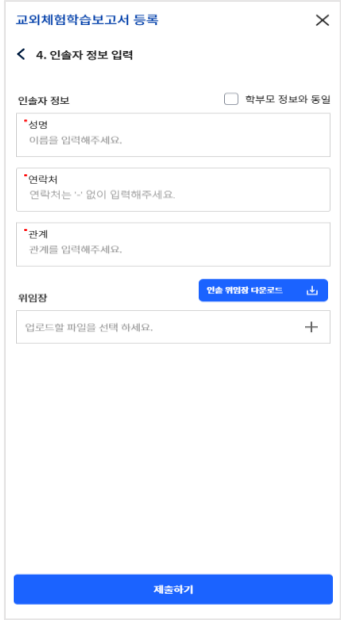 교외체험학습보고서 등록
4. 인솔자 정보 입력
인솔자 정보
학부모 정보와 동일
*성명
이름을 입력해주세요.
*연락처
연락처는 '-' 없이 입력해주세요.
*관계
관계를 입력해주세요.
위임장
인솔 위임장 다운로드
업로드할 파일을 선택 하세요.
제출하기